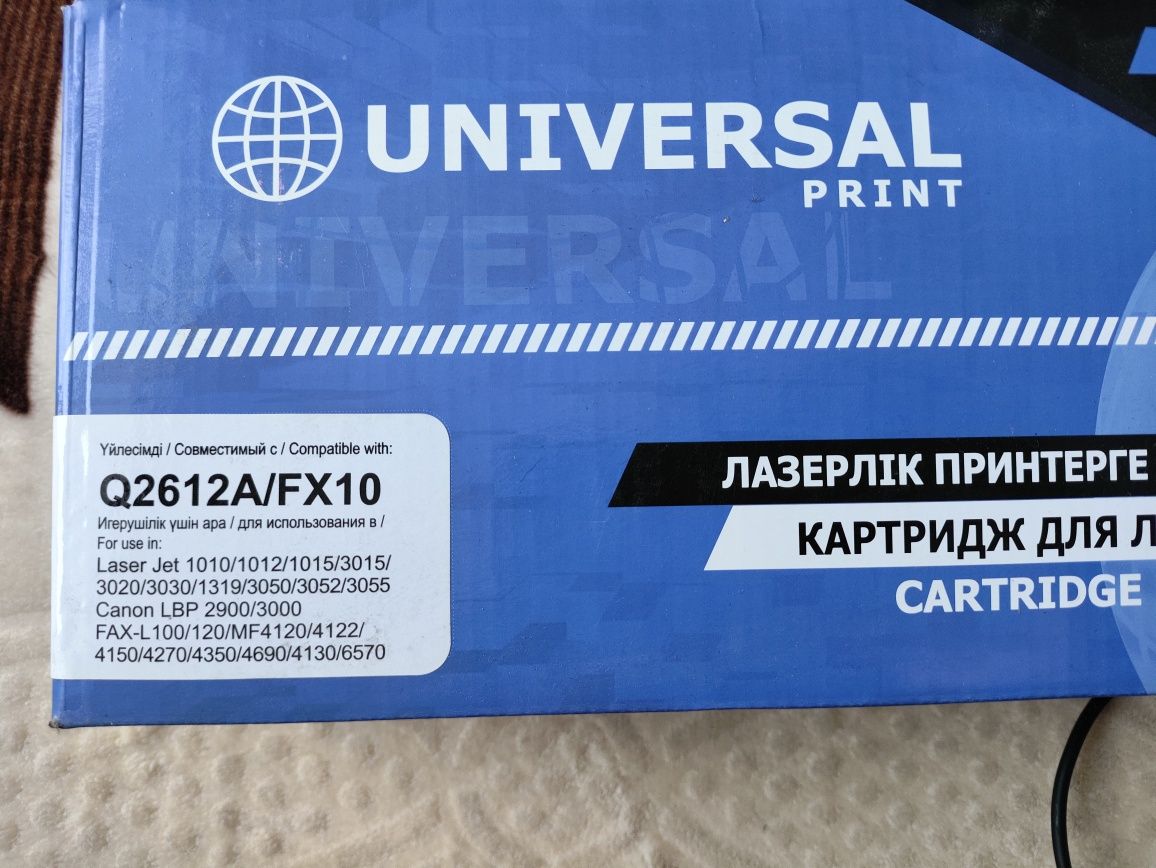 UNIVERSAL
PRINT
UNIVERSAL
Үйлесімді / Совместимый с / Compatible with:
Q2612A/FX10
Игерушілік үшін ара / для использования в /
For use in:
Laser Jet 1010/1012/1015/3015/
3020/3030/1319/3050/3052/3055
Canon LBP 2900/3000
FAX-L100/120/MF4120/4122/
4150/4270/4350/4690/4130/6570
ЛАЗЕРЛІК ПРИНТЕРГЕ
КАРТРИДЖ ДЛЯ Л
CARTRIDGE